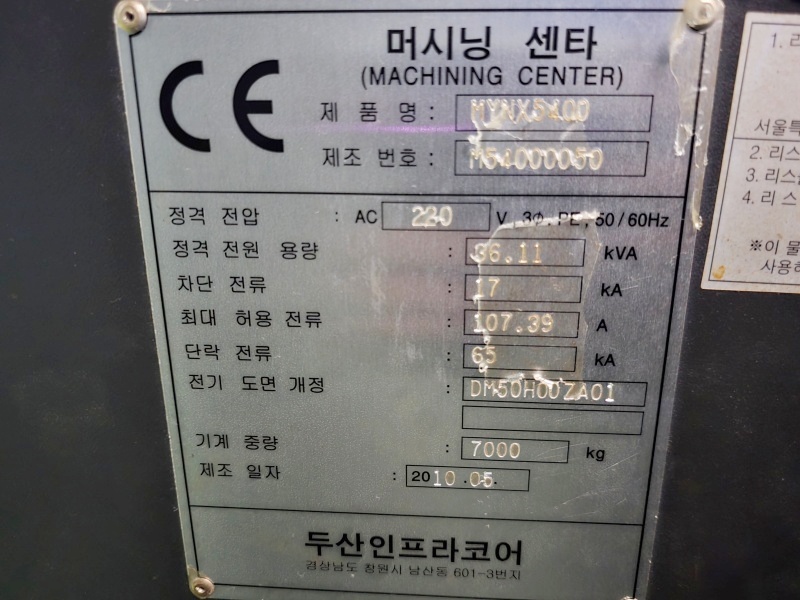 CE
머시닝 센타
(MACHINING CENTER)
제 품 명 : MYNX5400
제조 번호 : M54000050
정격 전압 : AC 220 V , 3Φ , PE , 50 / 60Hz
정격 전원 용량 : 36.11 kVA
차단 전류 : 17 kA
최대 허용 전류 : 107.39 A
단락 전류 : 65 kA
전기 도면 개정 : DM50H00ZA01
기계 중량 : 7000 kg
제조 일자 : 2010.05.
두산인프라코어
경상남도 창원시 남산동 601-3번지
1. 리
서울특
2. 리스
3. 리스
4. 리 스
※이 물
사용하